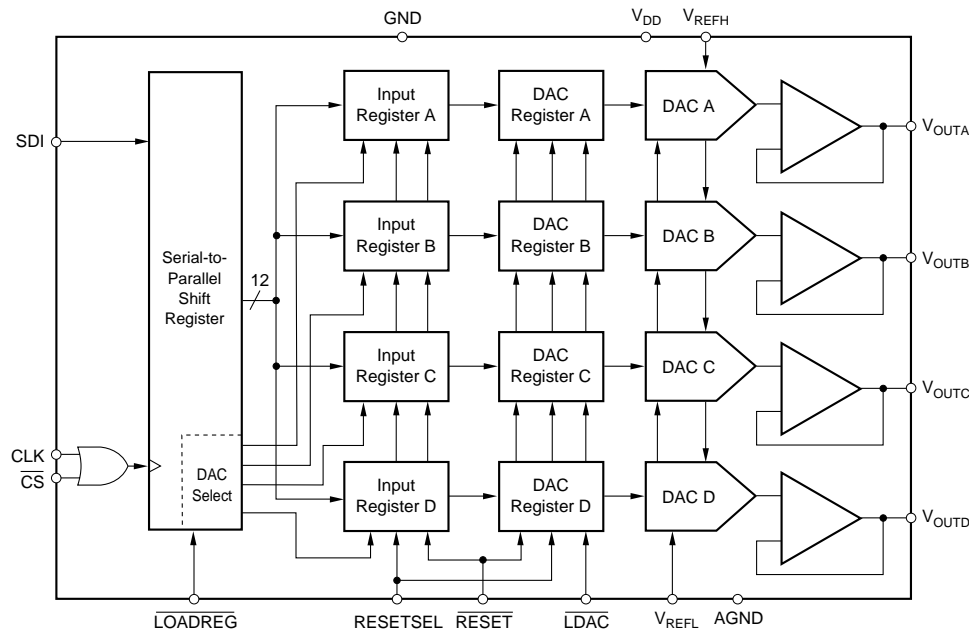 GND
VDD
VREFH
SDI
Serial-to-
Parallel
Shift
Register
12
Input
Register A
DAC
Register A
DAC A
VOUTA
Input
Register B
DAC
Register B
DAC B
VOUTB
Input
Register C
DAC
Register C
DAC C
VOUTC
CLK
CS
DAC
Select
Input
Register D
DAC
Register D
DAC D
VOUTD
LOADREG
RESETSEL
RESET
LDAC
VREFL
AGND